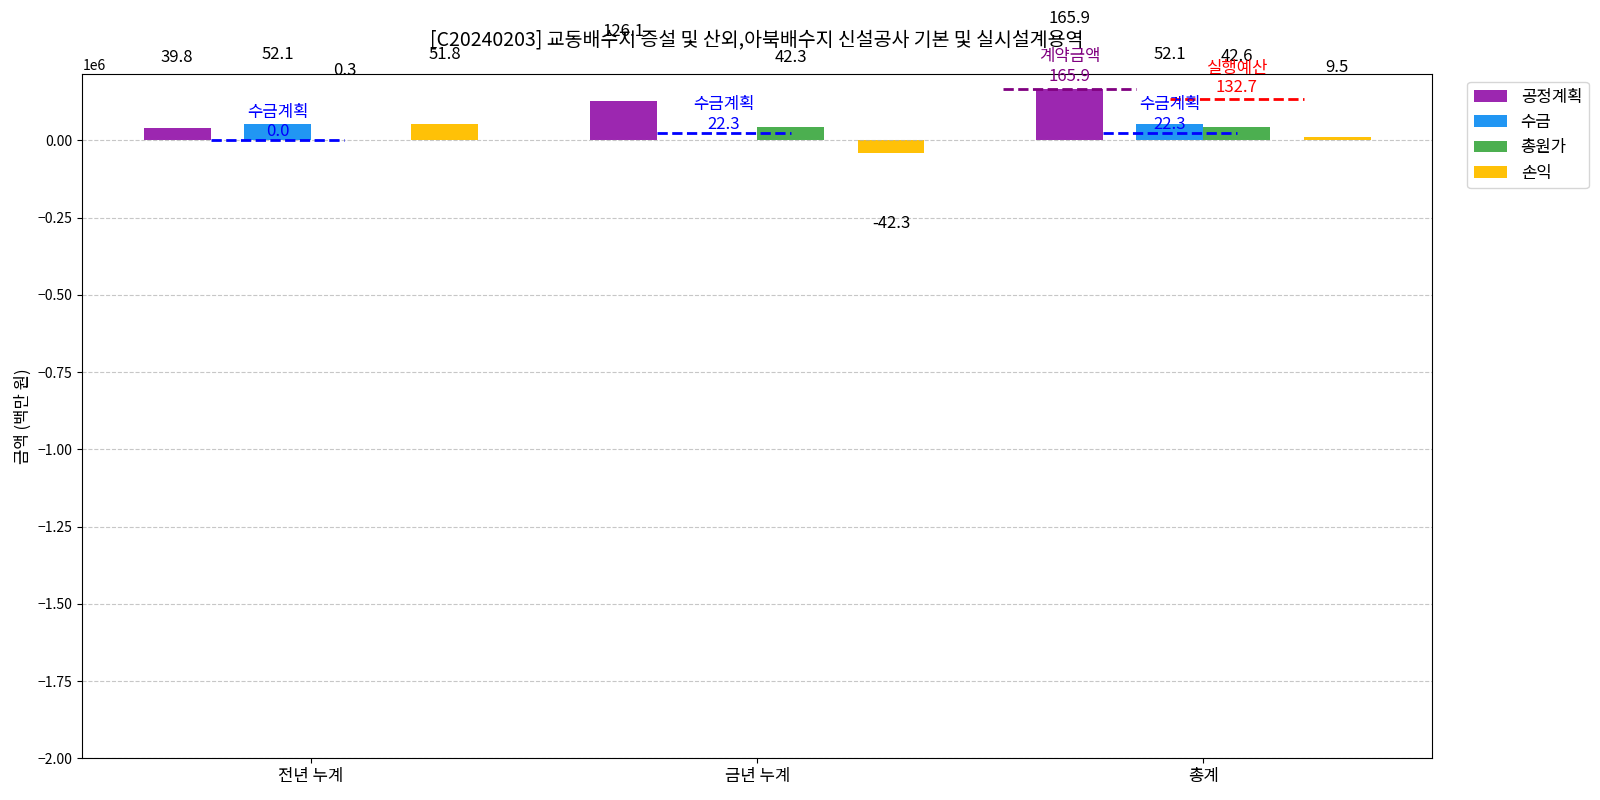 165.9
[C20240203] 교동배수지 증설 및 산외,아북배수지 신설공사 기본 및 실시설계용역
126.1
39.8
52.1
0.3
51.8
42.3
계약금액
165.9
52.1
42.6
실행예산
132.7
9.5
1e6
수금계획
0.0
수금계획
22.3
수금계획
22.3
-42.3
공정계획
수금
총원가
손익
금액 (백만 원)
0.00
−0.25
−0.50
−0.75
−1.00
−1.25
−1.50
−1.75
−2.00
전년 누계
금년 누계
총계